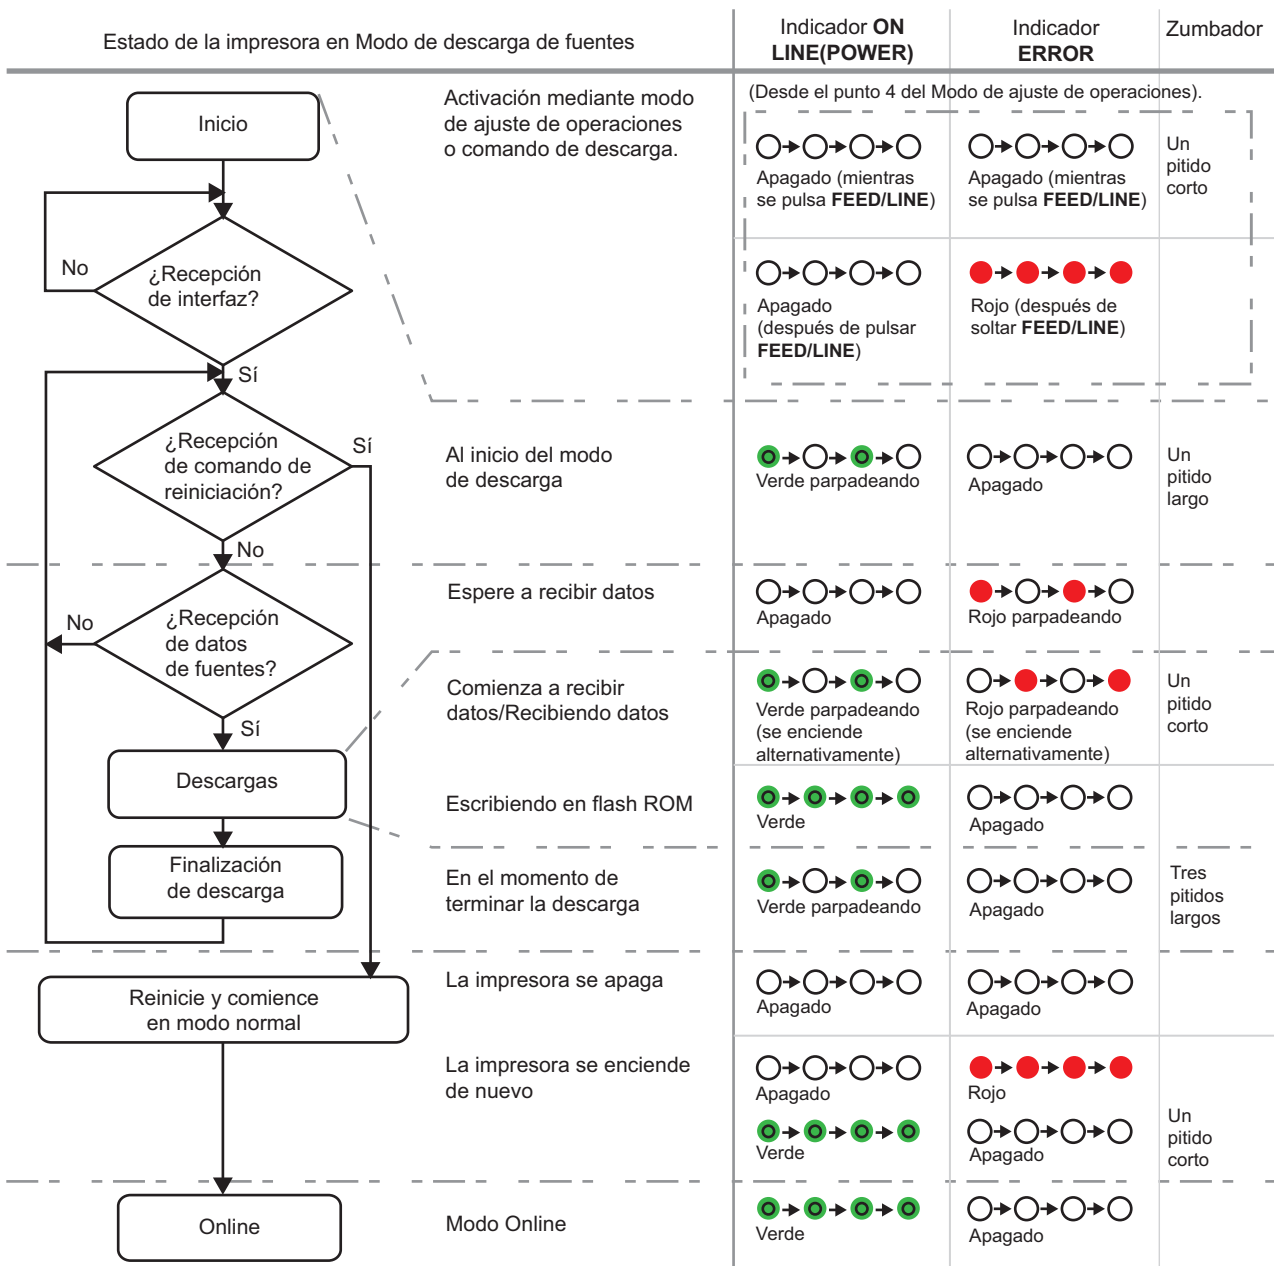 Estado de la impresora en Modo de descarga de fuentes
Indicador ON
LINE(POWER)
Indicador
ERROR
Zumbador
Inicio
Activación mediante modo
de ajuste de operaciones
o comando de descarga.
(Desde el punto 4 del Modo de ajuste de operaciones).
Apagado (mientras
se pulsa FEED/LINE)
Apagado (mientras
se pulsa FEED/LINE)
Un
pitido
corto
No
¿Recepción
de interfaz?
Apagado
(después de pulsar
FEED/LINE)
Rojo (después de
soltar FEED/LINE)
Sí
¿Recepción
de comando de
reiniciación?
Sí
Al inicio del modo
de descarga
Verde parpadeando
Apagado
Un
pitido
largo
No
Espere a recibir datos
Apagado
Rojo parpadeando
No
¿Recepción
de datos
de fuentes?
Comienza a recibir
datos/Recibiendo datos
Verde parpadeando
(se enciende
alternativamente)
Rojo parpadeando
(se enciende
alternativamente)
Un
pitido
corto
Sí
Descargas
Escribiendo en flash ROM
Verde
Apagado
Finalización
de descarga
En el momento de
terminar la descarga
Verde parpadeando
Apagado
Tres
pitidos
largos
Reinicie y comience
en modo normal
La impresora se apaga
Apagado
Apagado
La impresora se enciende
de nuevo
Apagado
Rojo
Verde
Apagado
Un
pitido
corto
Online
Modo Online
Verde
Apagado